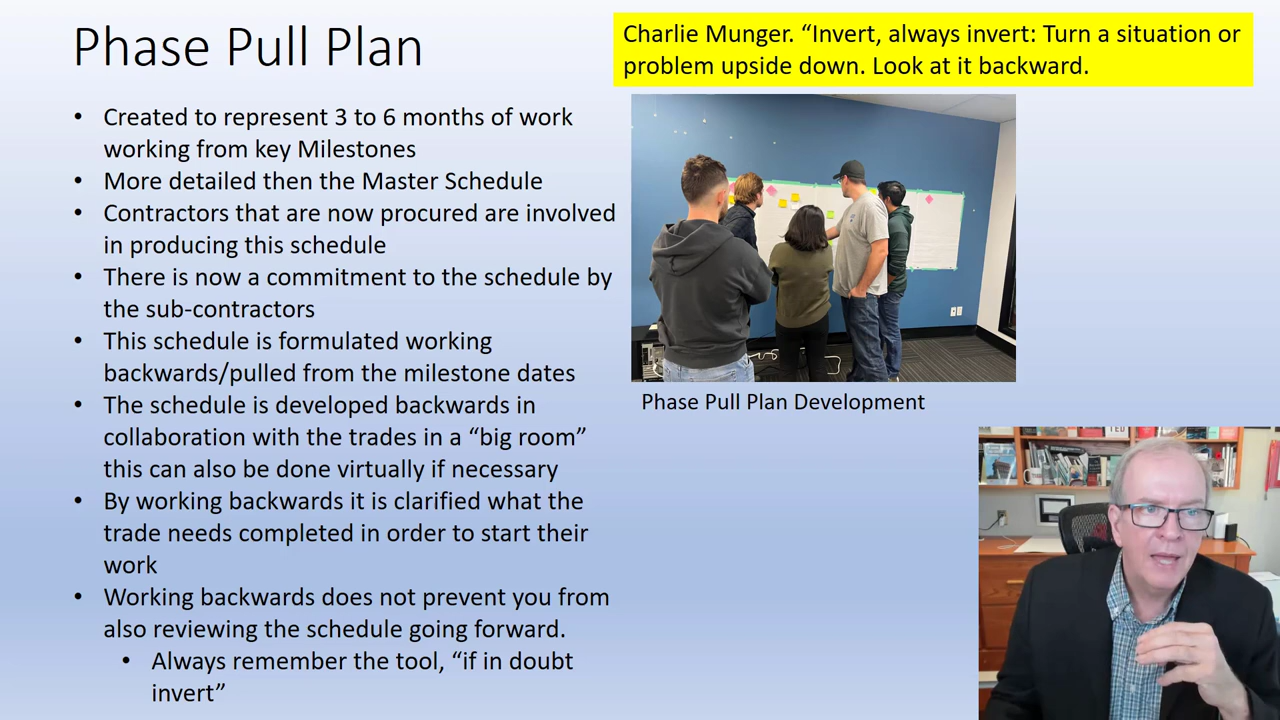 Phase Pull Plan
Charlie Munger. “Invert, always invert: Turn a situation or
problem upside down. Look at it backward.
• Created to represent 3 to 6 months of work
working from key Milestones
• More detailed then the Master Schedule
• Contractors that are now procured are involved
in producing this schedule
• There is now a commitment to the schedule by
the sub-contractors
• This schedule is formulated working
backwards/pulled from the milestone dates
• The schedule is developed backwards in
collaboration with the trades in a “big room”
this can also be done virtually if necessary
• By working backwards it is clarified what the
trade needs completed in order to start their
work
• Working backwards does not prevent you from
also reviewing the schedule going forward.
• Always remember the tool, “if in doubt
invert”
Phase Pull Plan Development
TED